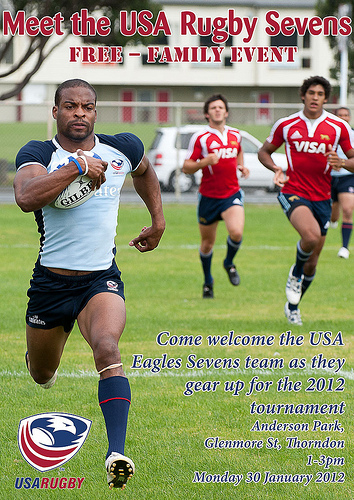 Meet the USA Rugby Sevens
FREE – FAMILY EVENT
GILBE
VISA
VISA
Come welcome the USA
Eagles Sevens team as they
gear up for the 2012
tournament
Anderson Park,
Glenmore St, Thorndon
1-3pm
Monday 30 January 2012
USARUGBY